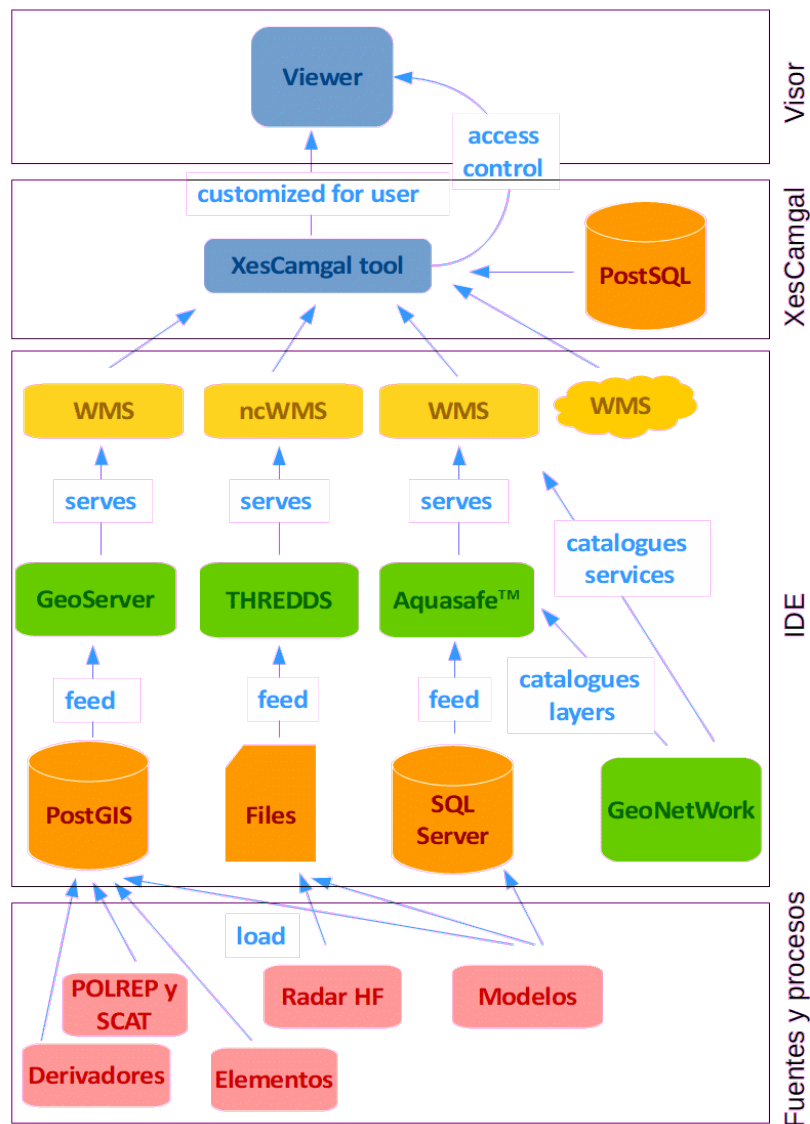 Viewer
access
control
customized for user
XesCamgal tool
PostSQL
WMS
ncWMS
WMS
WMS
serves
serves
serves
catalogues
services
GeoServer
THREDDS
Aquasafe™
feed
feed
feed
catalogues
layers
PostGIS
Files
SQL
Server
GeoNetWork
load
POLREP y
SCAT
Radar HF
Modelos
Derivadores
Elementos
Visor
XesCamgal
IDE
Fuentes y procesos